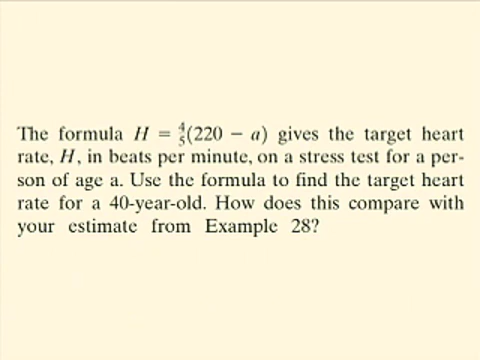 The formula H = 4/5(220 − a) gives the target heart
rate, H, in beats per minute, on a stress test for a per-
son of age a. Use the formula to find the target heart
rate for a 40-year-old. How does this compare with
your estimate from Example 28?